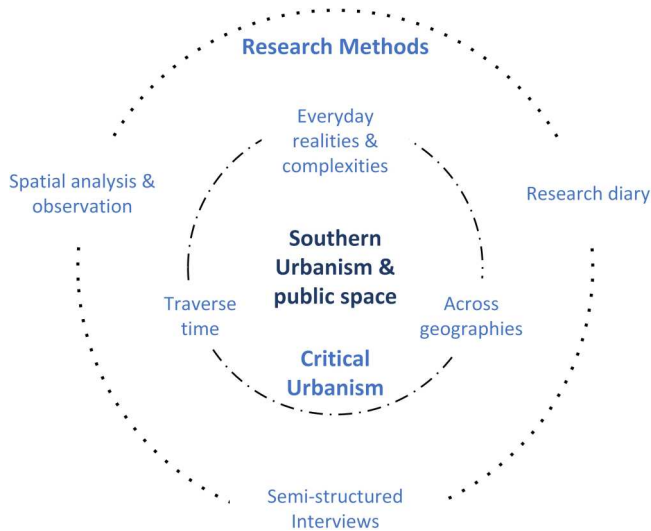 Research Methods
Everyday
realities &
complexities
Spatial analysis &
observation
Research diary
Southern
Urbanism &
public space
Traverse
time
Across
geographies
Critical
Urbanism
Semi-structured
Interviews